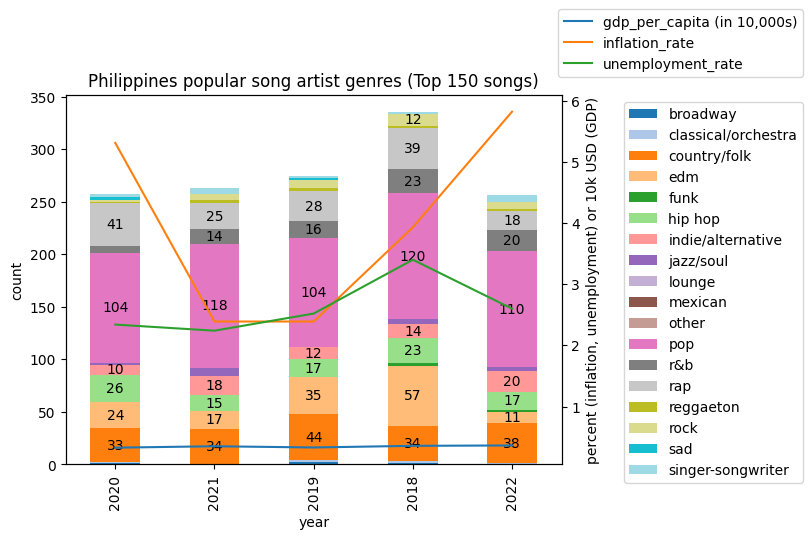 gdp_per_capita (in 10,000s)
inflation_rate
unemployment_rate
Philippines popular song artist genres (Top 150 songs)
350
300
250
200
150
100
50
0
count
33
24
26
10
104
41
34
17
15
18
118
14
25
44
35
17
12
104
16
28
34
57
23
14
120
23
39
12
38
11
17
20
110
20
18
2020
2021
2019
2018
2022
year
6
5
4
3
2
1
percent (inflation, unemployment) or 10k USD (GDP)
broadway
classical/orchestra
country/folk
edm
funk
hip hop
indie/alternative
jazz/soul
lounge
mexican
other
pop
r&b
rap
reggaeton
rock
sad
singer-songwriter